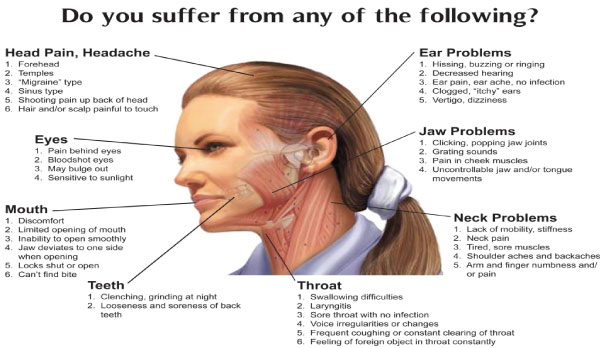 Do you suffer from any of the following?
Head Pain, Headache
1. Forehead
2. Temples
3. “Migraine” type
4. Sinus type
5. Shooting pain up back of head
6. Hair and/or scalp painful to touch
Eyes
1. Pain behind eyes
2. Bloodshot eyes
3. May bulge out
4. Sensitive to sunlight
Mouth
1. Discomfort
2. Limited opening of mouth
3. Inability to open smoothly
4. Jaw deviates to one side
when opening
5. Locks shut or open
6. Can't find bite
Teeth
1. Clenching, grinding at night
2. Looseness and soreness of back
teeth
Ear Problems
1. Hissing, buzzing or ringing
2. Decreased hearing
3. Ear pain, ear ache, no infection
4. Clogged, “itchy” ears
5. Vertigo, dizziness
Jaw Problems
1. Clicking, popping jaw joints
2. Grating sounds
3. Pain in cheek muscles
4. Uncontrollable jaw and/or tongue
movements
Neck Problems
1. Lack of mobility, stiffness
2. Neck pain
3. Tired, sore muscles
4. Shoulder aches and backaches
5. Arm and finger numbness and/
or pain
Throat
1. Swallowing difficulties
2. Laryngitis
3. Sore throat with no infection
4. Voice irregularities or changes
5. Frequent coughing or constant clearing of throat
6. Feeling of foreign object in throat constantly